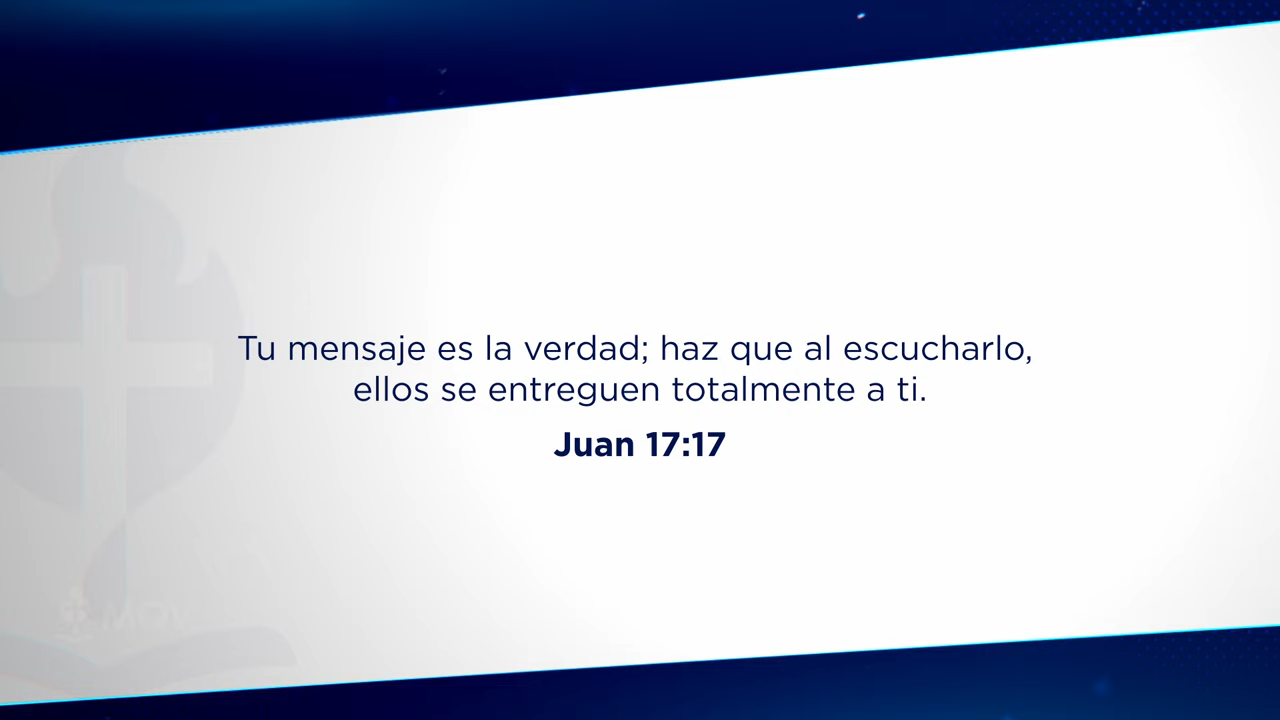 Tu mensaje es la verdad; haz que al escucharlo,
ellos se entreguen totalmente a ti.
Juan 17:17